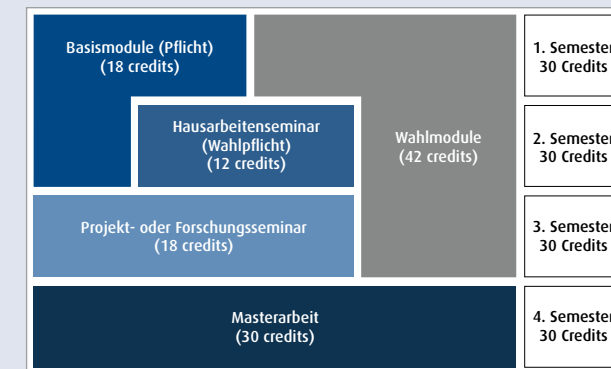 Basismodule (Pflicht)
(18 credits)
Hausarbeitenseminar
(Wahlpflicht)
(12 credits)
Wahlmodule
(42 credits)
Projekt- oder Forschungsseminar
(18 credits)
Masterarbeit
(30 credits)
1. Semester
30 Credits
2. Semester
30 Credits
3. Semester
30 Credits
4. Semester
30 Credits